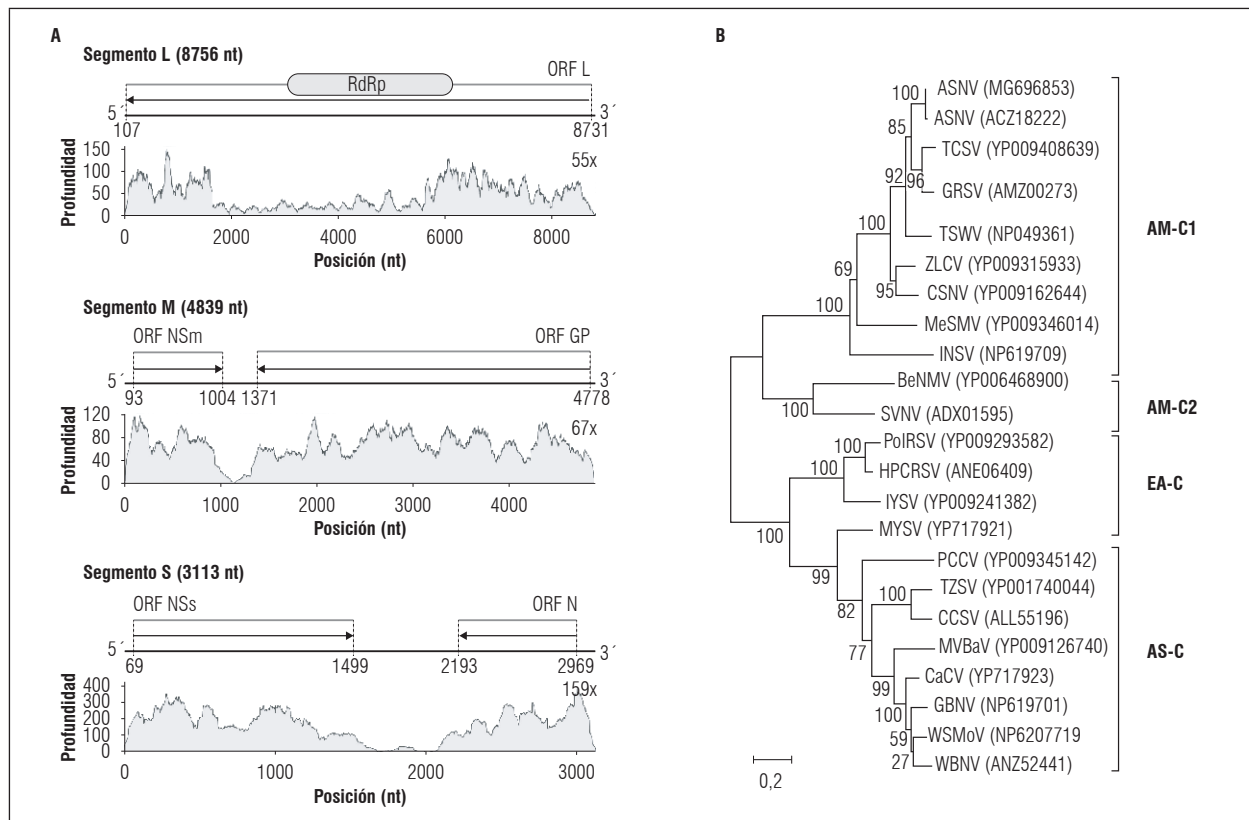 A
Segmento L (8756 nt)
ORF L
RdRp
5´ 3´
107 8731
55x
Profundidad
150
100
50
0
0 2000 4000 6000 8000
Posición (nt)
Segmento M (4839 nt)
ORF NSm ORF GP
5´ 3´
93 1004 1371 4778
67x
Profundidad
120
80
40
0
0 1000 2000 3000 4000
Posición (nt)
Segmento S (3113 nt)
ORF NSs ORF N
5´ 3´
69 1499 2193 2969
159x
Profundidad
400
300
200
100
0
0 1000 2000 3000
Posición (nt)
B
ASNV (MG696853)
ASNV (ACZ18222)
TCSV (YP009408639)
GRSV (AMZ00273)
TSWV (NP049361)
ZLCV (YP009315933)
CSNV (YP009162644)
MeSMV (YP009346014)
INSV (NP619709)
BeNMV (YP006468900)
SVNV (ADX01595)
PolRSV (YP009293582)
HPCRSV (ANE06409)
IYSV (YP009241382)
MYSV (YP717921)
PCCV (YP009345142)
TZSV (YP001740044)
CCSV (ALL55196)
MVBaV (YP009126740)
CaCV (YP717923)
GBNV (NP619701)
WSMoV (NP6207719
WBNV (ANZ52441)
100
85
92
96
100
69
95
100
100
100
100
100
99
82
100
77
99
100
59
27
0,2
AM-C1
AM-C2
EA-C
AS-C